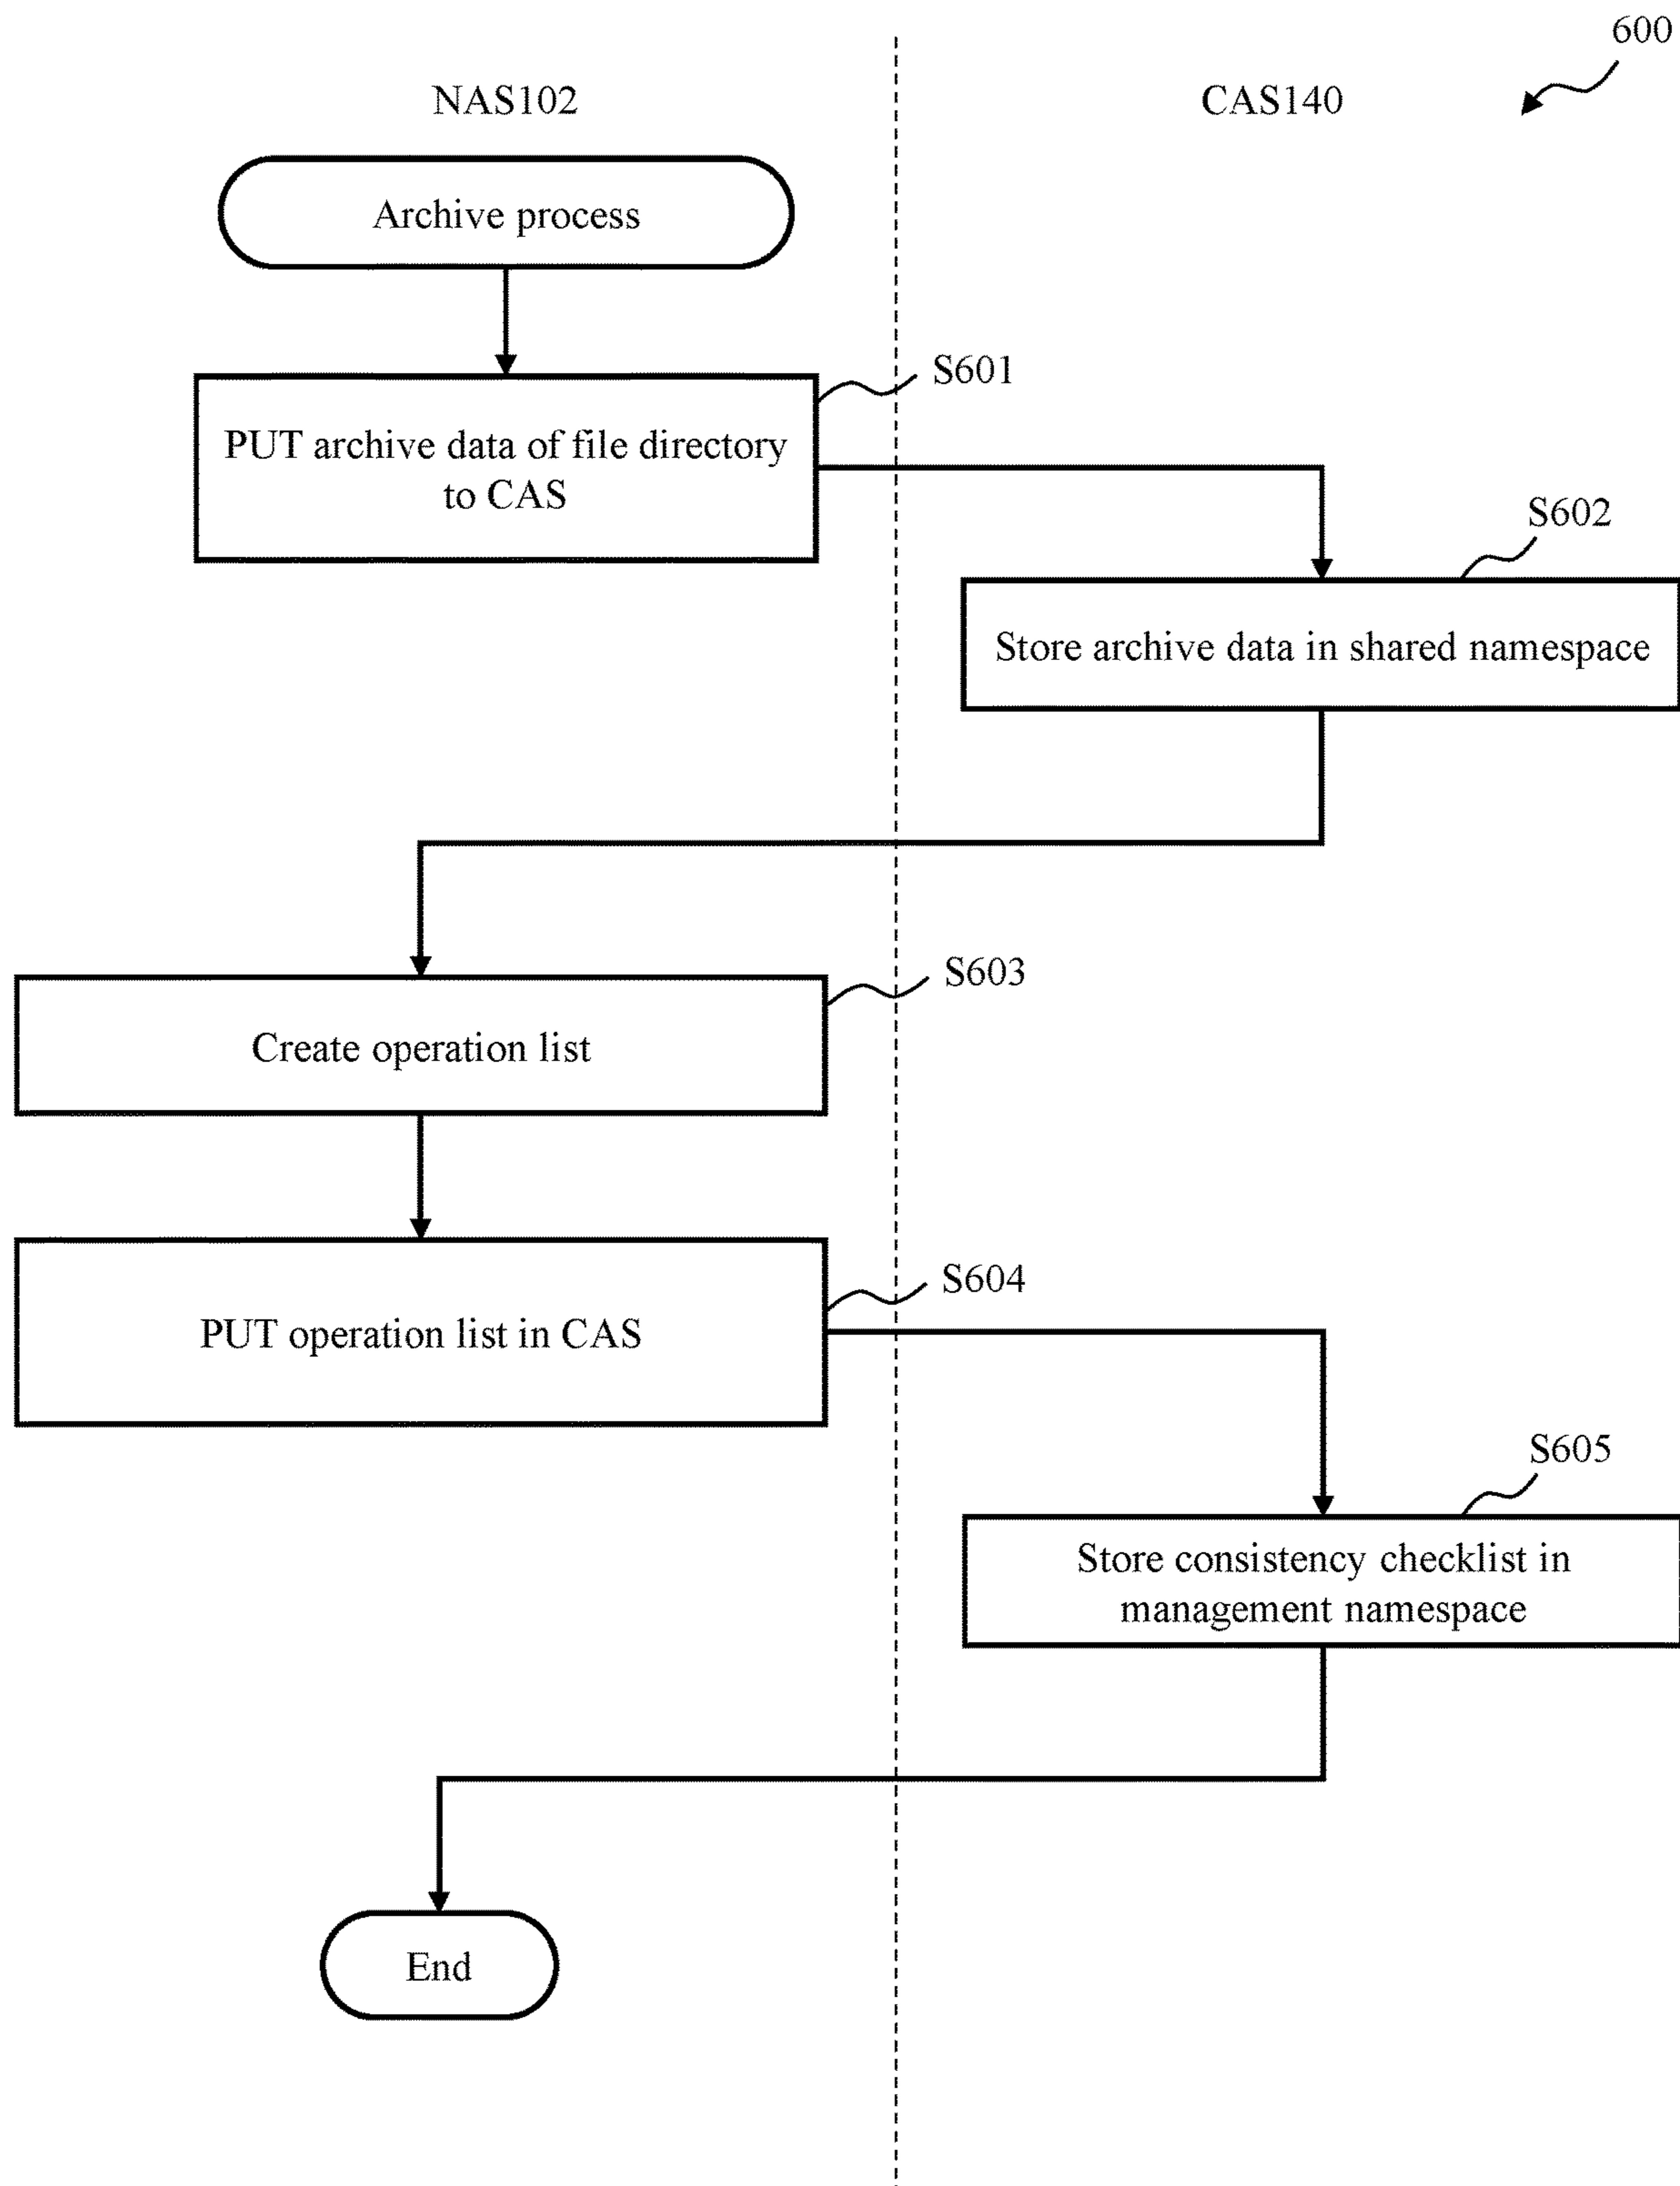 600
NAS102
CAS140
Archive process
S601
PUT archive data of file directory
to CAS
S602
Store archive data in shared namespace
S603
Create operation list
S604
PUT operation list in CAS
S605
Store consistency checklist in
management namespace
End